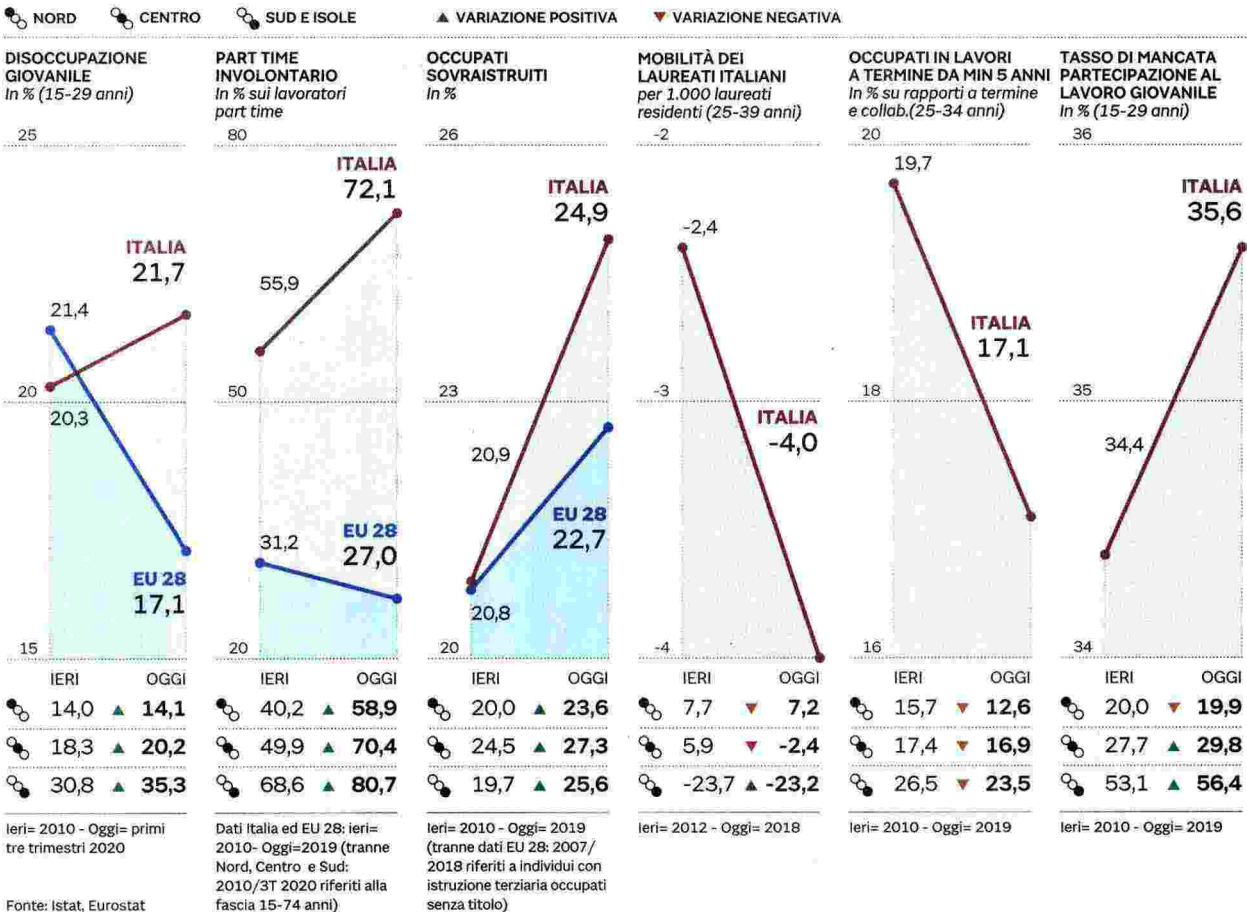 NORD CENTRO SUD E ISOLE ▲ VARIAZIONE POSITIVA ▼ VARIAZIONE NEGATIVA
DISOCCUPAZIONE
GIOVANILE
In % (15-29 anni)
25
ITALIA
21,7
21,4
20
20,3
EU 28
17,1
15
IERI OGGI
14,0 ▲ 14,1
18,3 ▲ 20,2
30,8 ▲ 35,3
Ieri= 2010 - Oggi= primi
tre trimestri 2020
PART TIME
INVOLONTARIO
In % sui lavoratori
part time
80
ITALIA
72,1
55,9
50
31,2
EU 28
27,0
20
IERI OGGI
40,2 ▲ 58,9
49,9 ▲ 70,4
68,6 ▲ 80,7
Dati Italia ed EU 28: ieri=
2010- Oggi=2019 (tranne
Nord, Centro e Sud:
2010/3T 2020 riferiti alla
fascia 15-74 anni)
OCCUPATI
SOVRAISTRUITI
In %
26
ITALIA
24,9
23
20,9
EU 28
22,7
20,8
20
IERI OGGI
20,0 ▲ 23,6
24,5 ▲ 27,3
19,7 ▲ 25,6
Ieri= 2010 - Oggi= 2019
(tranne dati EU 28: 2007/
2018 riferiti a individui con
istruzione terziaria occupati
senza titolo)
MOBILITÀ DEI
LAUREATI ITALIANI
per 1.000 laureati
residenti (25-39 anni)
-2
-2,4
-3
ITALIA
-4,0
-4
IERI OGGI
7,7 ▼ 7,2
5,9 ▼ -2,4
-23,7 ▲ -23,2
Ieri= 2012 - Oggi= 2018
OCCUPATI IN LAVORI
A TERMINE DA MIN 5 ANNI
In % su rapporti a termine
e collab.(25-34 anni)
20
19,7
ITALIA
17,1
18
16
IERI OGGI
15,7 ▼ 12,6
17,4 ▼ 16,9
26,5 ▼ 23,5
Ieri= 2010 - Oggi= 2019
TASSO DI MANCATA
PARTECIPAZIONE AL
LAVORO GIOVANILE
In % (15-29 anni)
36
ITALIA
35,6
35
34,4
34
IERI OGGI
20,0 ▼ 19,9
27,7 ▲ 29,8
53,1 ▲ 56,4
Ieri= 2010 - Oggi= 2019
Fonte: Istat, Eurostat